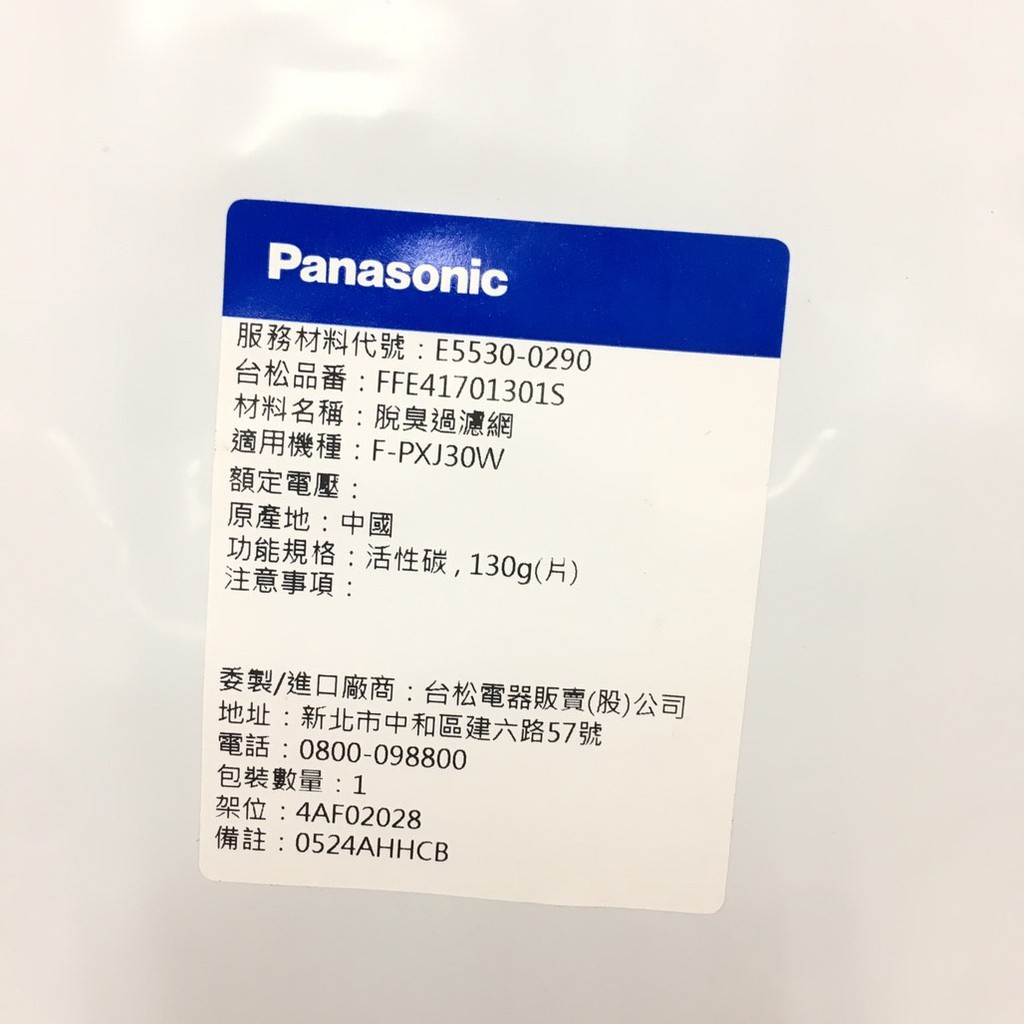 Panasonic
服務材料代號：E5530-0290
台松品番：FFE41701301S
材料名稱：脫臭過濾網
適用機種：F-PXJ30W
額定電壓：
原產地：中國
功能規格：活性碳，130g(片)
注意事項：
委製/進口廠商：台松電器販賣(股)公司
地址：新北市中和區建六路57號
電話：0800-098800
包裝數量：1
架位：4AF02028
備註：0524AHHCB